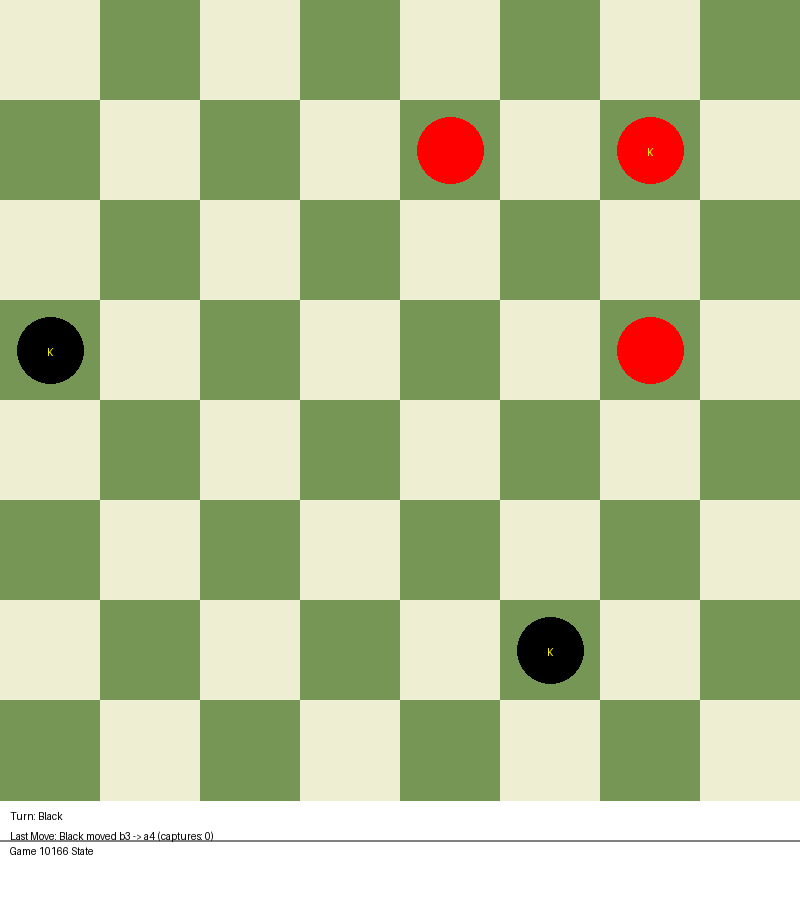 K
K
K
Turn: Black
Last Move: Black moved b3 -> a4 (captures: 0)
Game 10166 State